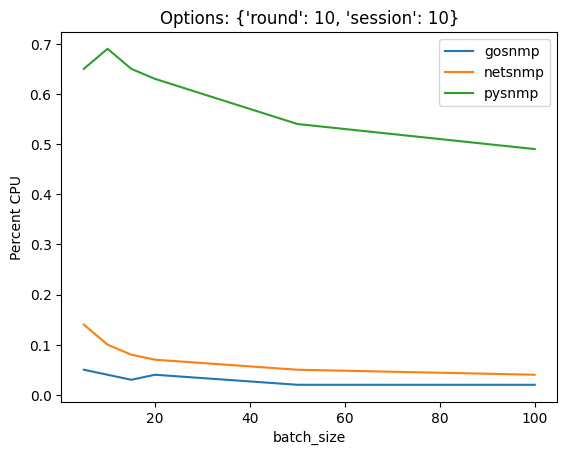 Options: {'round': 10, 'session': 10}
gosnmp
netsnmp
pysnmp
Percent CPU
0.7
0.6
0.5
0.4
0.3
0.2
0.1
0.0
20
40
60
80
100
batch_size